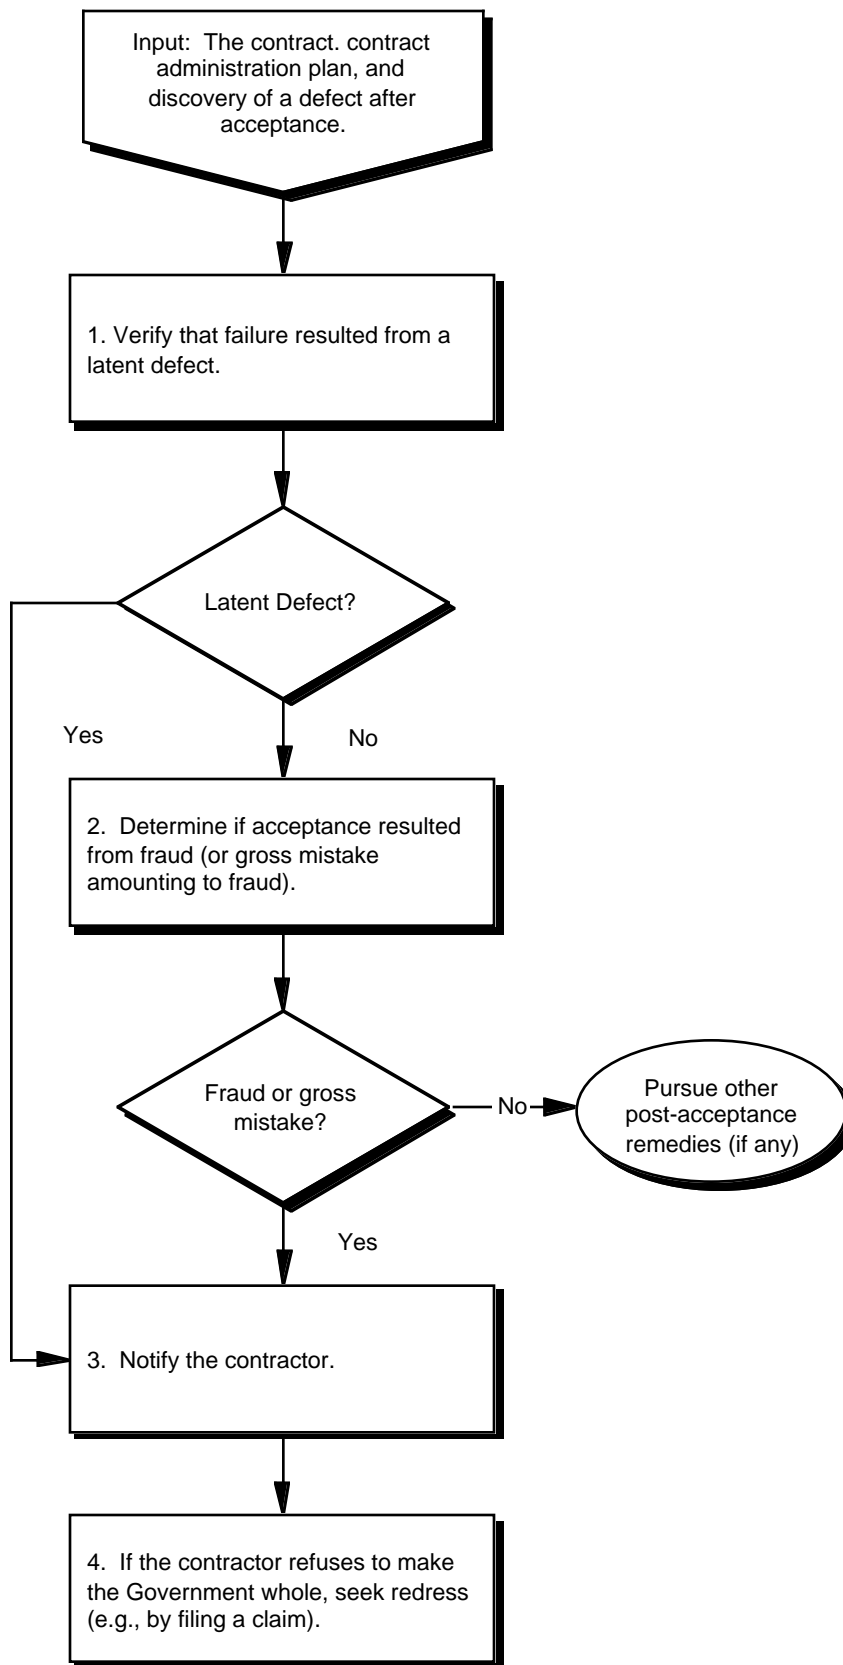 Input:  The contract. contract
administration plan, and
discovery of a defect after
acceptance.
1. Verify that failure resulted from a
latent defect.
Latent Defect?
Yes
No
2.  Determine if acceptance resulted
from fraud (or gross mistake
amounting to fraud).
Fraud or gross
mistake?
No
Pursue other
post-acceptance
remedies (if any)
Yes
3.  Notify the contractor.
4.  If the contractor refuses to make
the Government whole, seek redress
(e.g., by filing a claim).